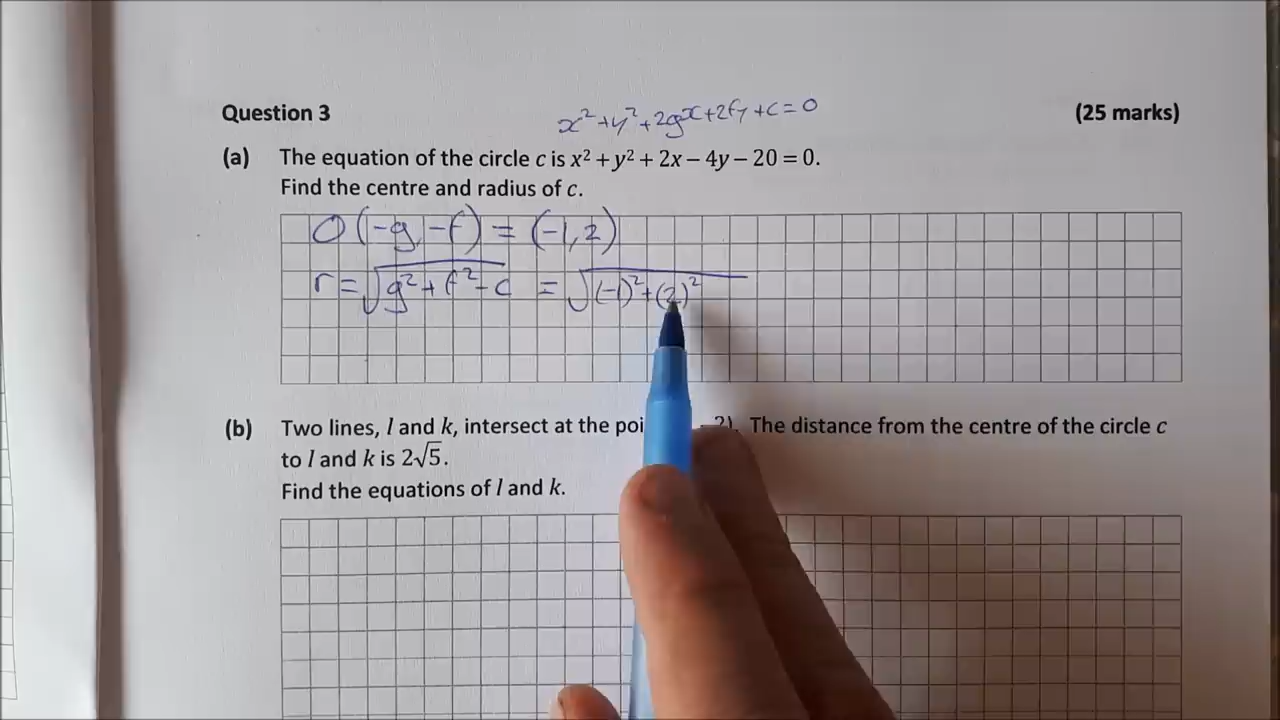 Question 3
x²+y²+2gx+2fy+c=0
(25 marks)
(a) The equation of the circle c is x² + y² + 2x – 4y – 20 = 0.
Find the centre and radius of c.
O(-g,-f) = (-1,2)
r = √g²+f²-c = √(-1)²+(2)²
(b) Two lines, l and k, intersect at the –2). The distance from the centre of the circle c
to l and k is 2√5.
Find the equations of l and k.